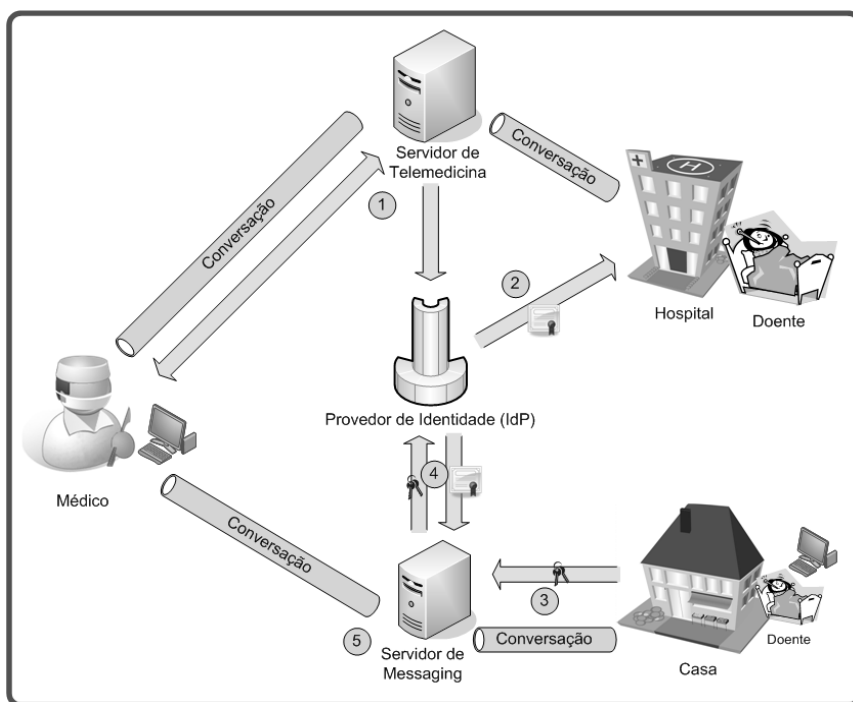 Servidor de
Telemedicina
Conversação
Conversação
1
H
2
Hospital
Doente
Provedor de Identidade (IdP)
4
Médico
Conversação
3
Doente
5
Servidor de
Messaging
Conversação
Casa